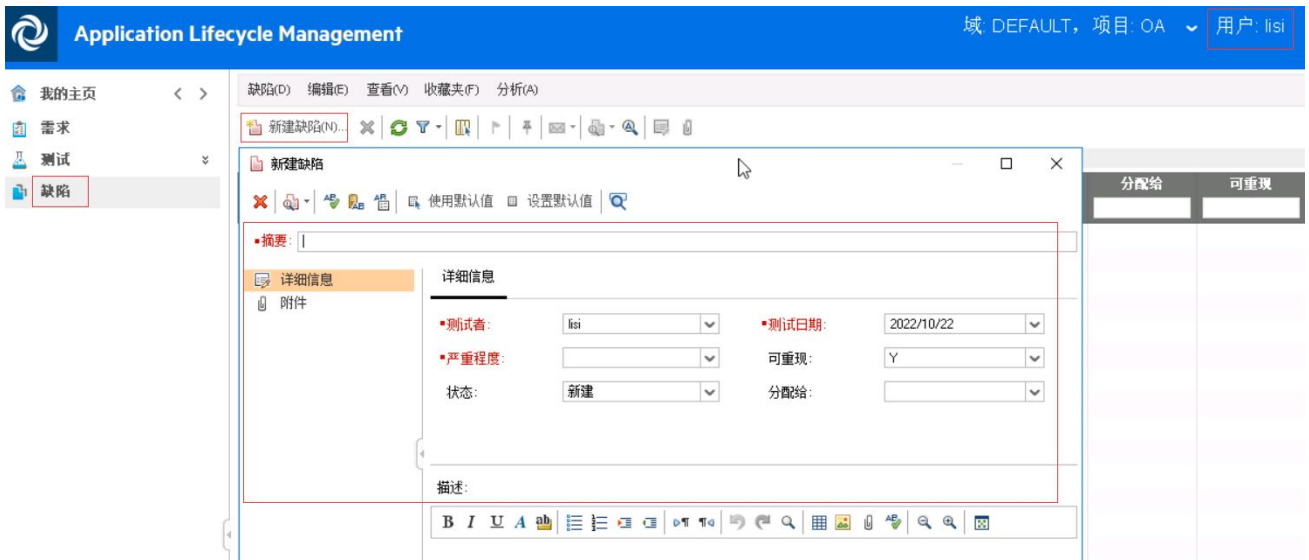 Application Lifecycle Management
域: DEFAULT，项目: OA 用户: lisi
我的主页
需求
测试
缺陷
缺陷(D) 编辑(E) 查看(V) 收藏夹(F) 分析(A)
新建缺陷(N)...
新建缺陷
分配给 可重现
使用默认值 设置默认值
摘要:
详细信息
附件
详细信息
测试者: lisi 测试日期: 2022/10/22
严重程度: 可重现: Y
状态: 新建 分配给:
描述:
B I U A ab